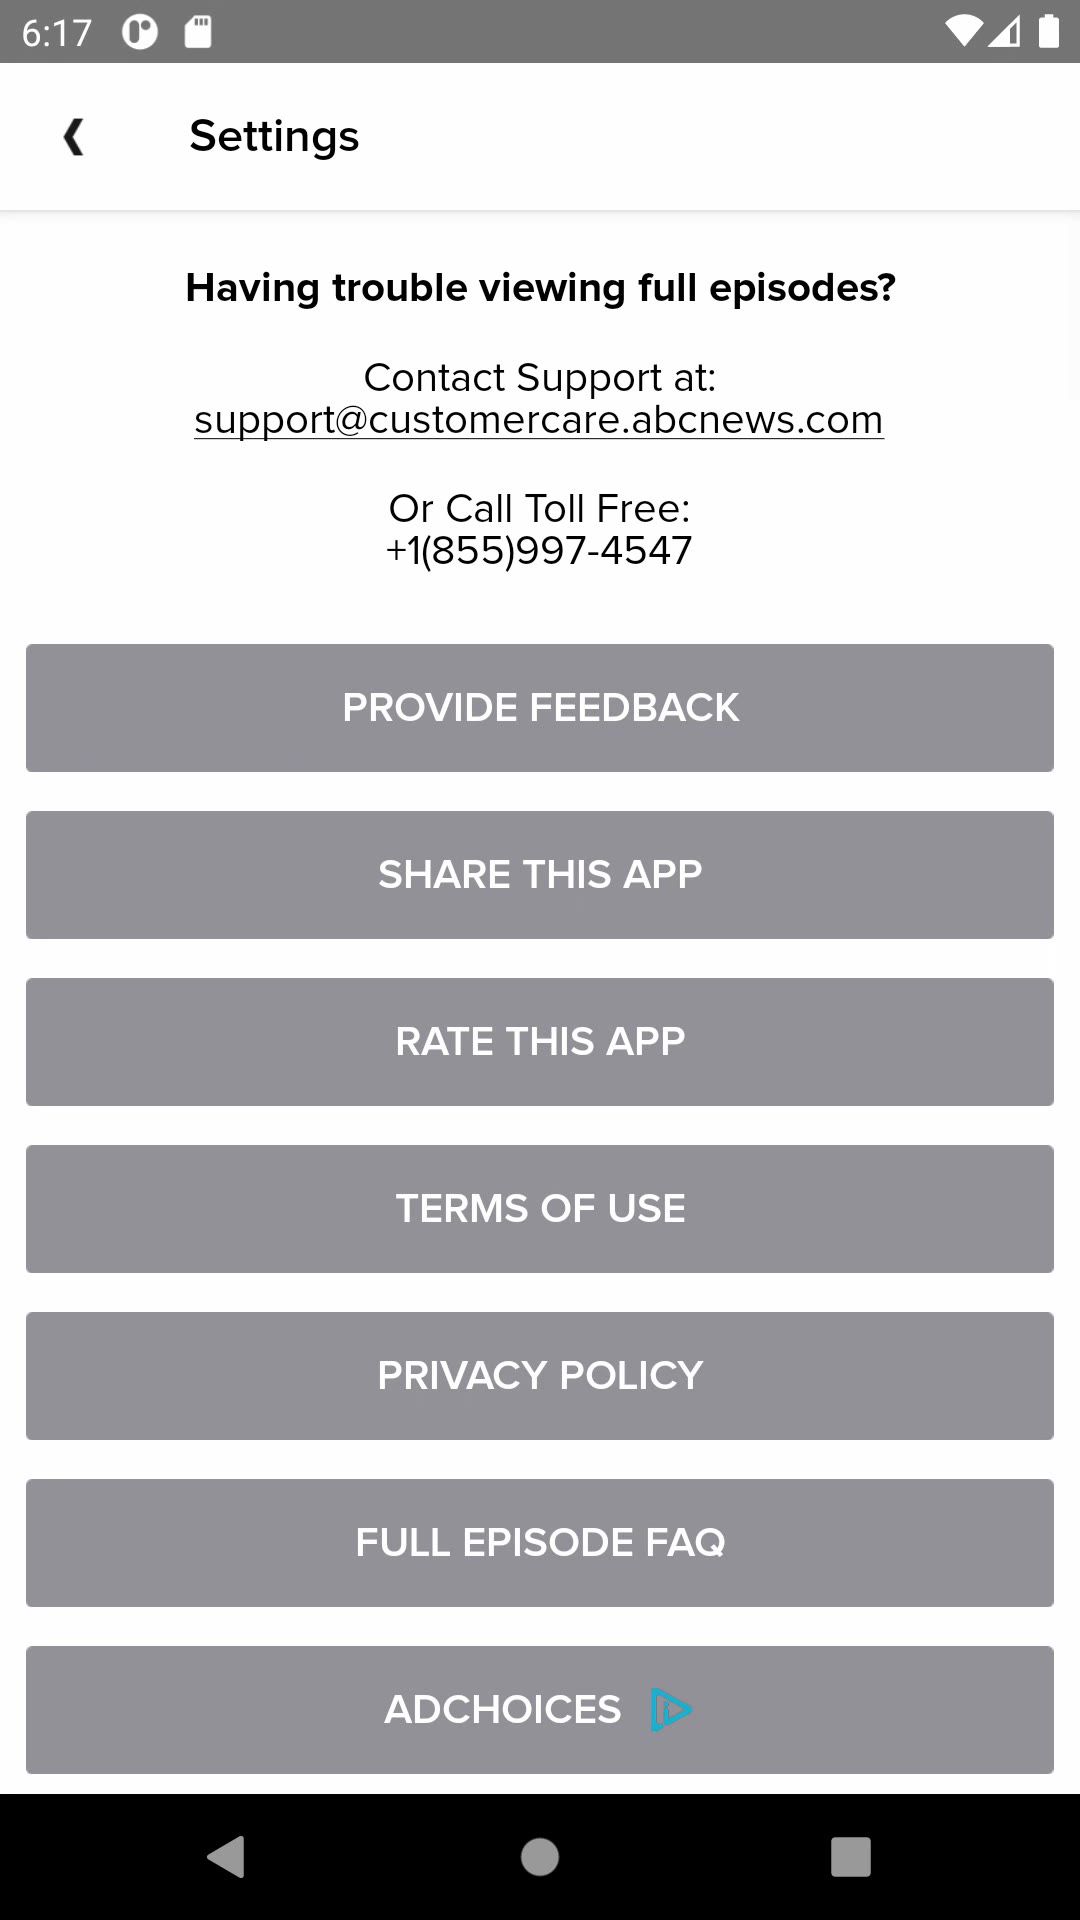 6:17
Settings
Having trouble viewing full episodes?
Contact Support at:
support@customercare.abcnews.com
Or Call Toll Free:
+1(855)997-4547
PROVIDE FEEDBACK
SHARE THIS APP
RATE THIS APP
TERMS OF USE
PRIVACY POLICY
FULL EPISODE FAQ
ADCHOICES